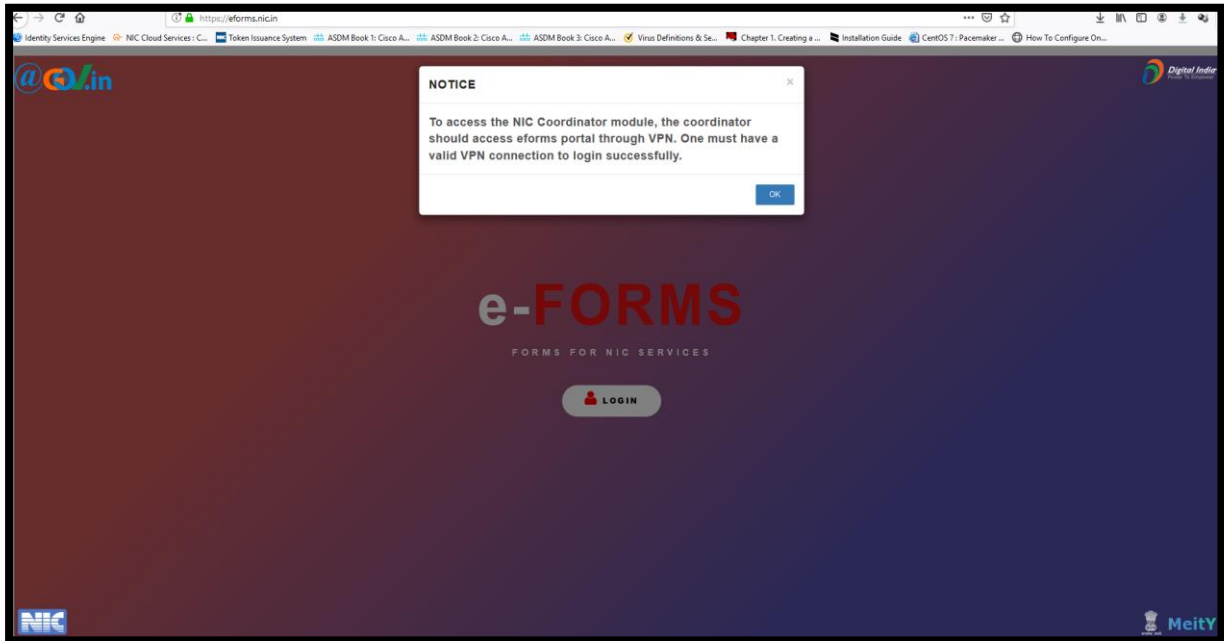 https://eforms.nic.in
Identity Services Engine NIC Cloud Services : C... Token Issuance System ASDM Book 1: Cisco A... ASDM Book 2: Cisco A... ASDM Book 3: Cisco A... Virus Definitions & Se... Chapter 1. Creating a ... Installation Guide CentOS 7 : Pacemaker ... How To Configure On...
@GOV.in
Digital India
Power To Empower
NOTICE ×
To access the NIC Coordinator module, the coordinator
should access eforms portal through VPN. One must have a
valid VPN connection to login successfully.
OK
e-FORMS
FORMS FOR NIC SERVICES
LOGIN
NIC
MeitY